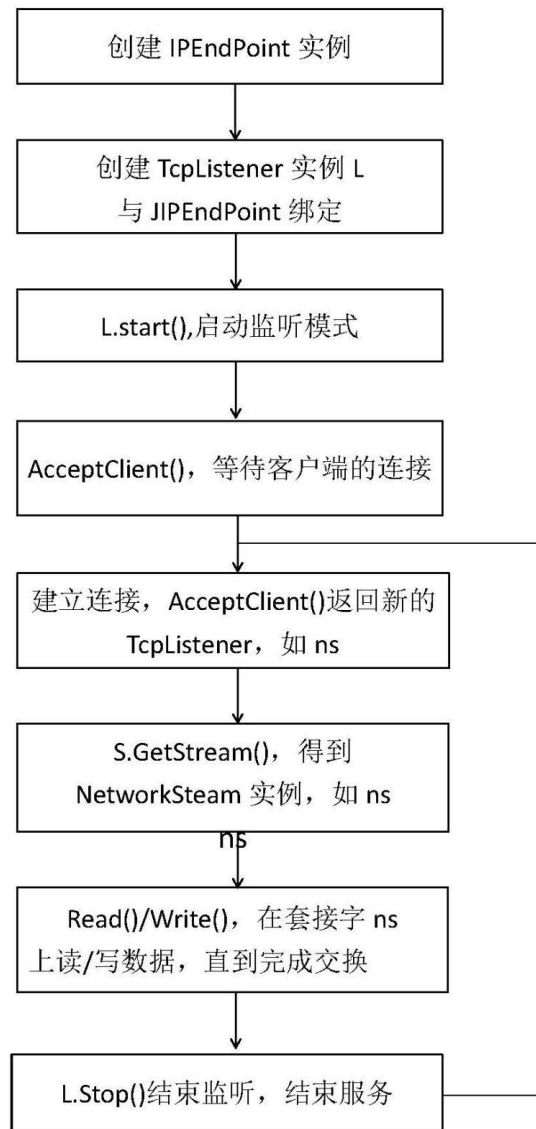 创建 IPEndPoint 实例
创建 TcpListener 实例 L
与 JIPEndPoint 绑定
L.start(),启动监听模式
AcceptClient()，等待客户端的连接
建立连接，AcceptClient()返回新的
TcpListener，如 ns
S.GetStream()，得到
NetworkSteam 实例，如 ns
ns
Read()/Write()，在套接字 ns
上读/写数据，直到完成交换
L.Stop()结束监听，结束服务